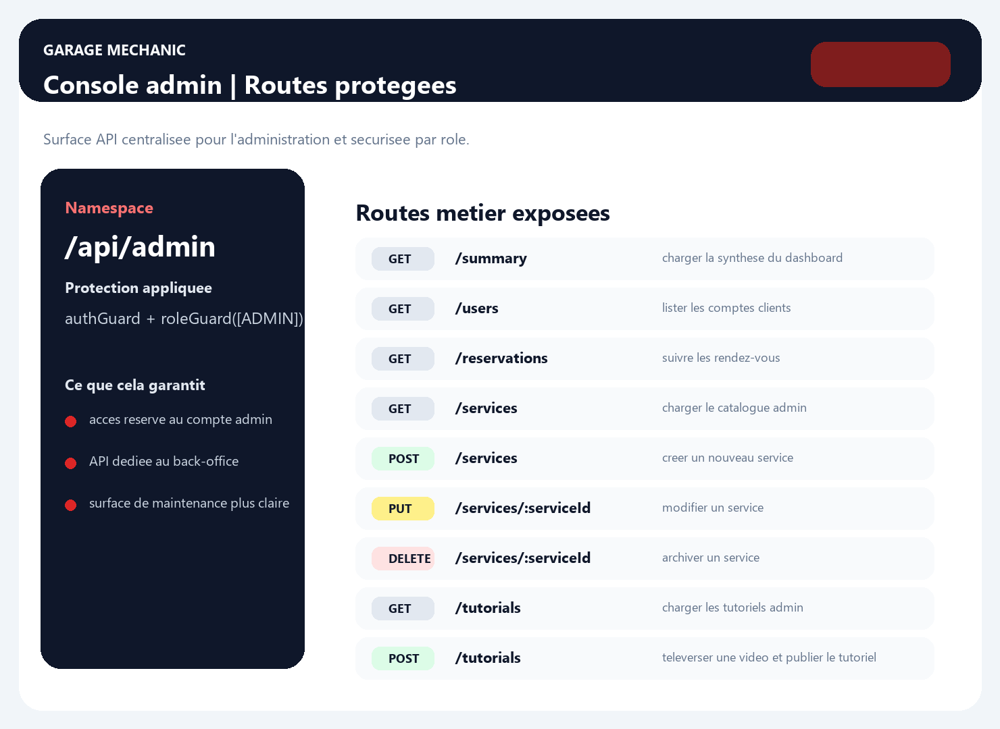 GARAGE MECHANIC
Console admin | Routes protegees
Surface API centralisee pour l'administration et securisee par role.
Namespace
/api/admin
Protection appliquee
authGuard + roleGuard([ADMIN])
Ce que cela garantit
acces reserve au compte admin
API dediee au back-office
surface de maintenance plus claire
Routes metier exposees
GET /summary charger la synthese du dashboard
GET /users lister les comptes clients
GET /reservations suivre les rendez-vous
GET /services charger le catalogue admin
POST /services creer un nouveau service
PUT /services/:serviceId modifier un service
DELETE /services/:serviceId archiver un service
GET /tutorials charger les tutoriels admin
POST /tutorials televerser une video et publier le tutoriel